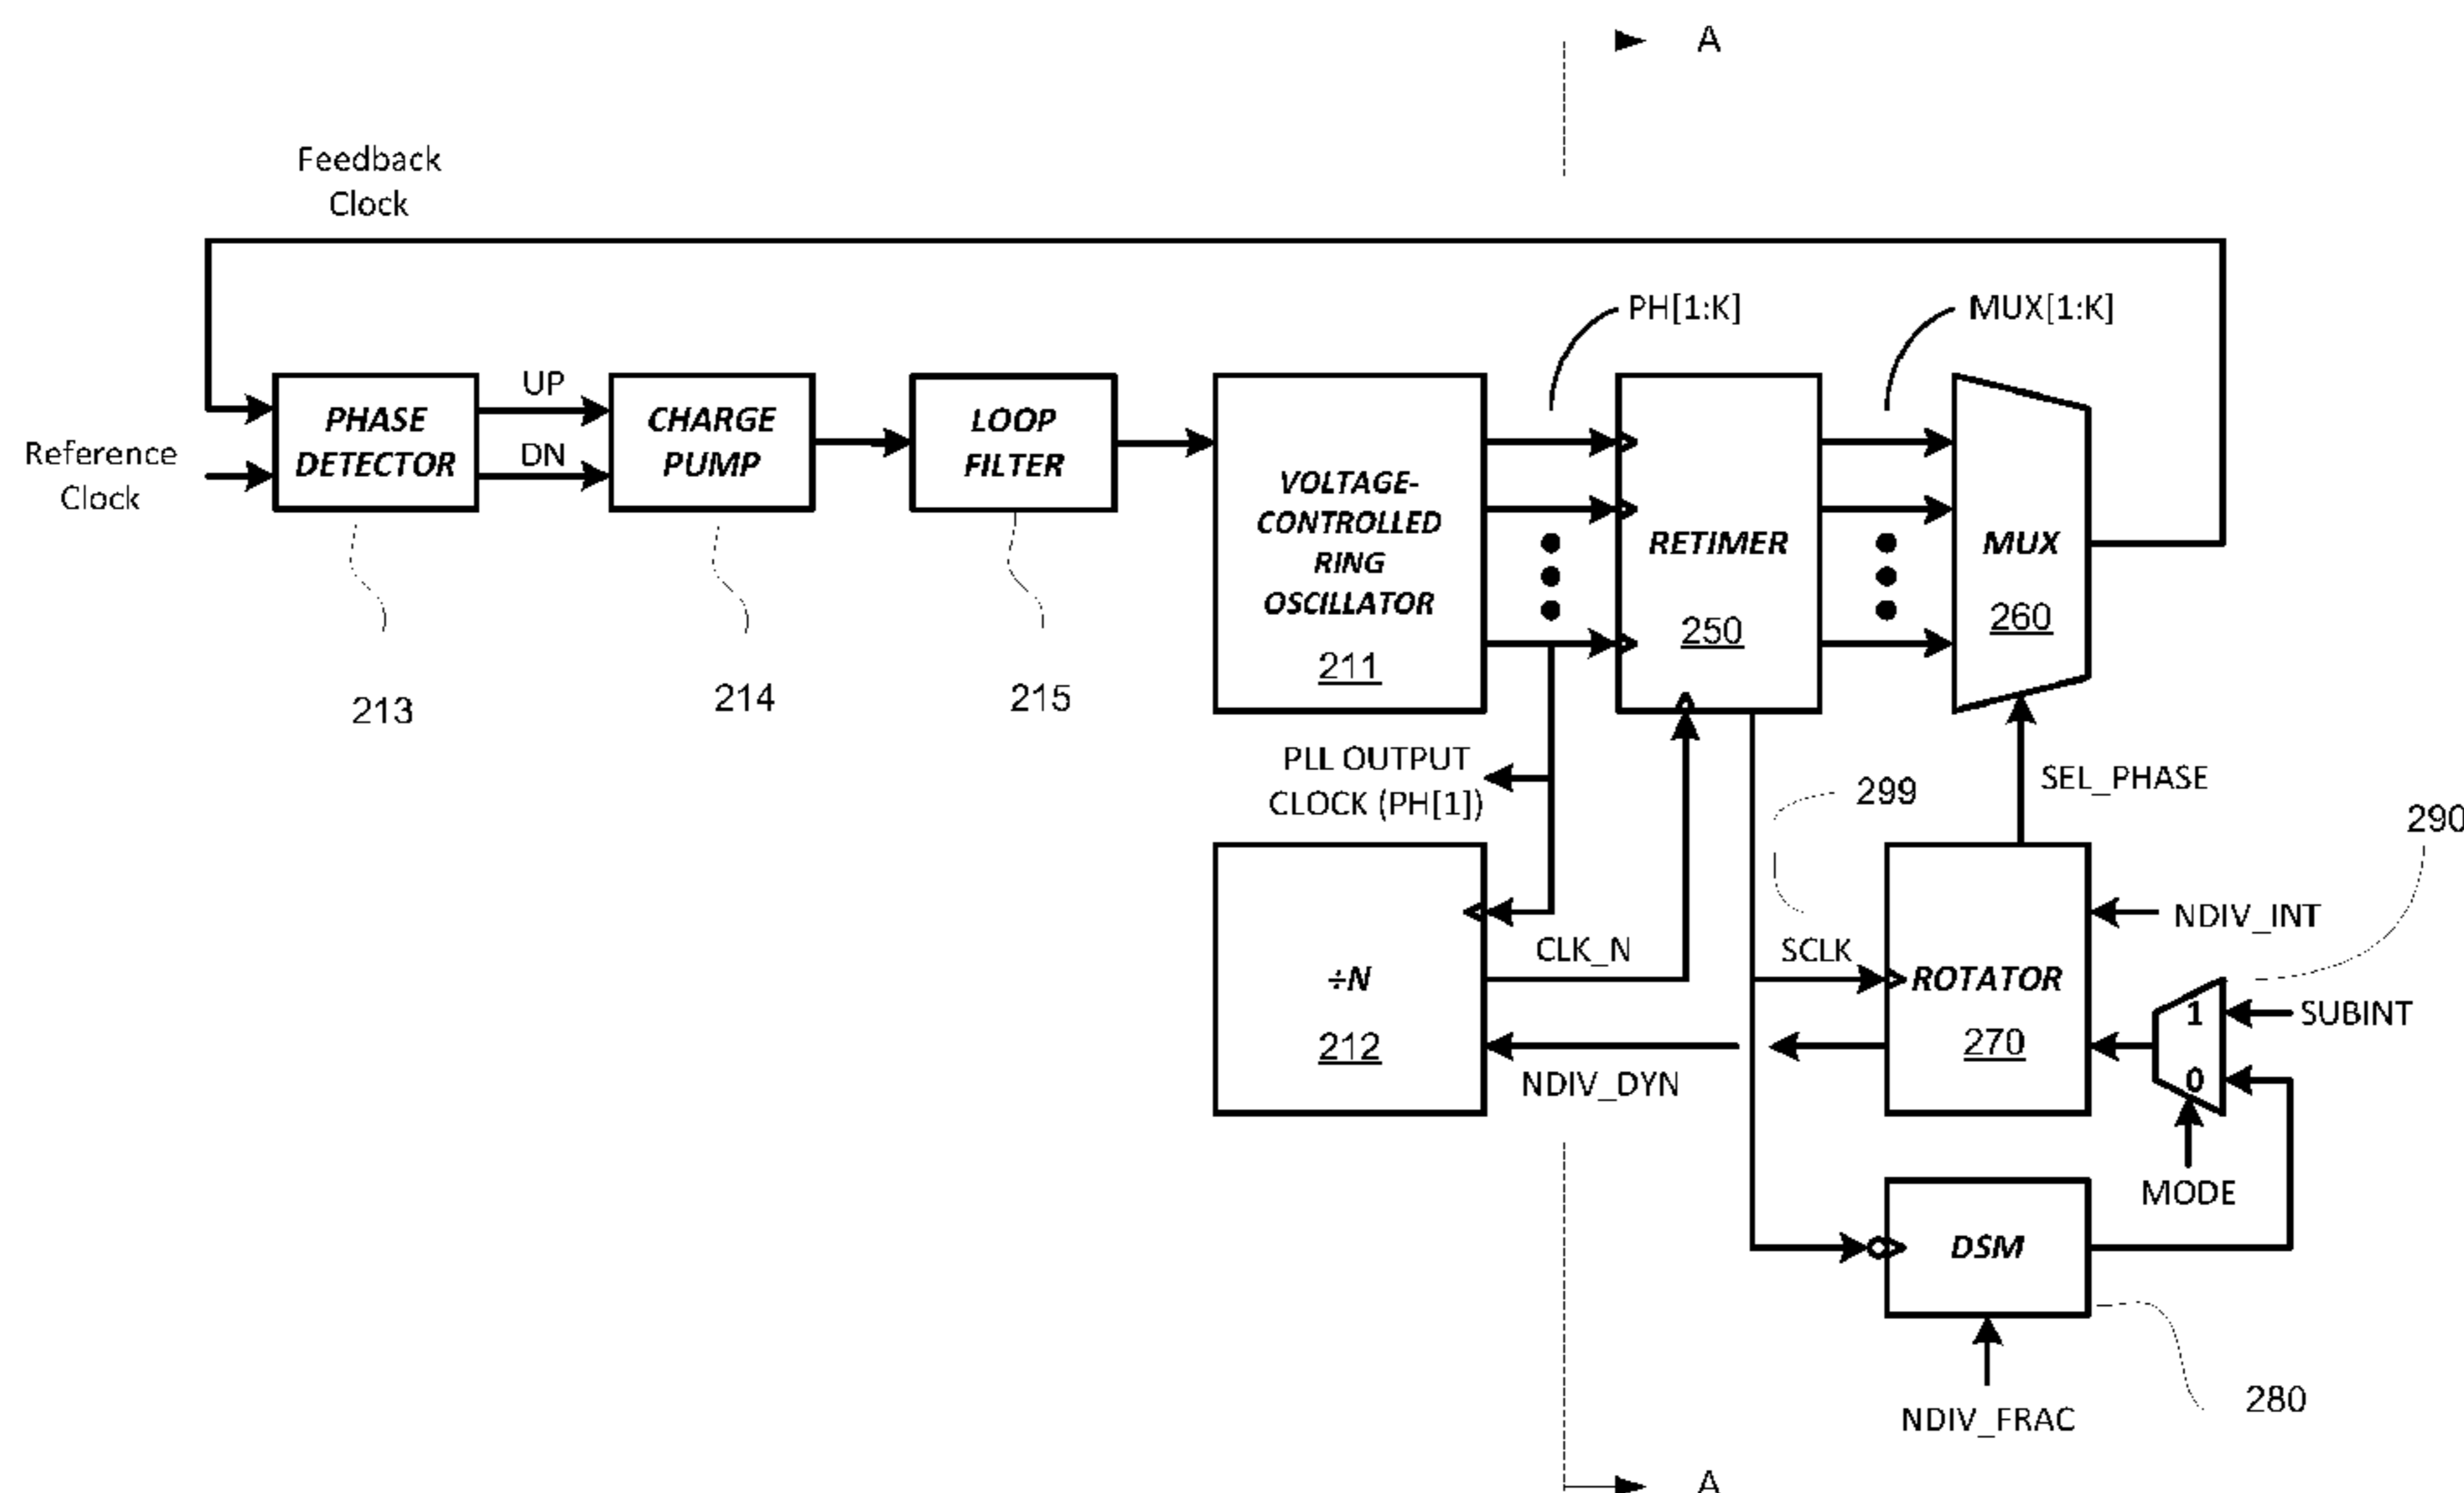 A
Feedback
Clock
PH[1:K]
MUX[1:K]
Reference
Clock
PHASE
DETECTOR
UP
DN
CHARGE
PUMP
LOOP
FILTER
VOLTAGE-
CONTROLLED
RING
OSCILLATOR
211
RETIMER
250
MUX
260
213
214
215
PLL OUTPUT
CLOCK (PH[1])
299
SEL_PHASE
290
÷N
212
CLK_N
SCLK
NDIV_DYN
ROTATOR
270
NDIV_INT
1
0
SUBINT
MODE
DSM
280
NDIV_FRAC
A